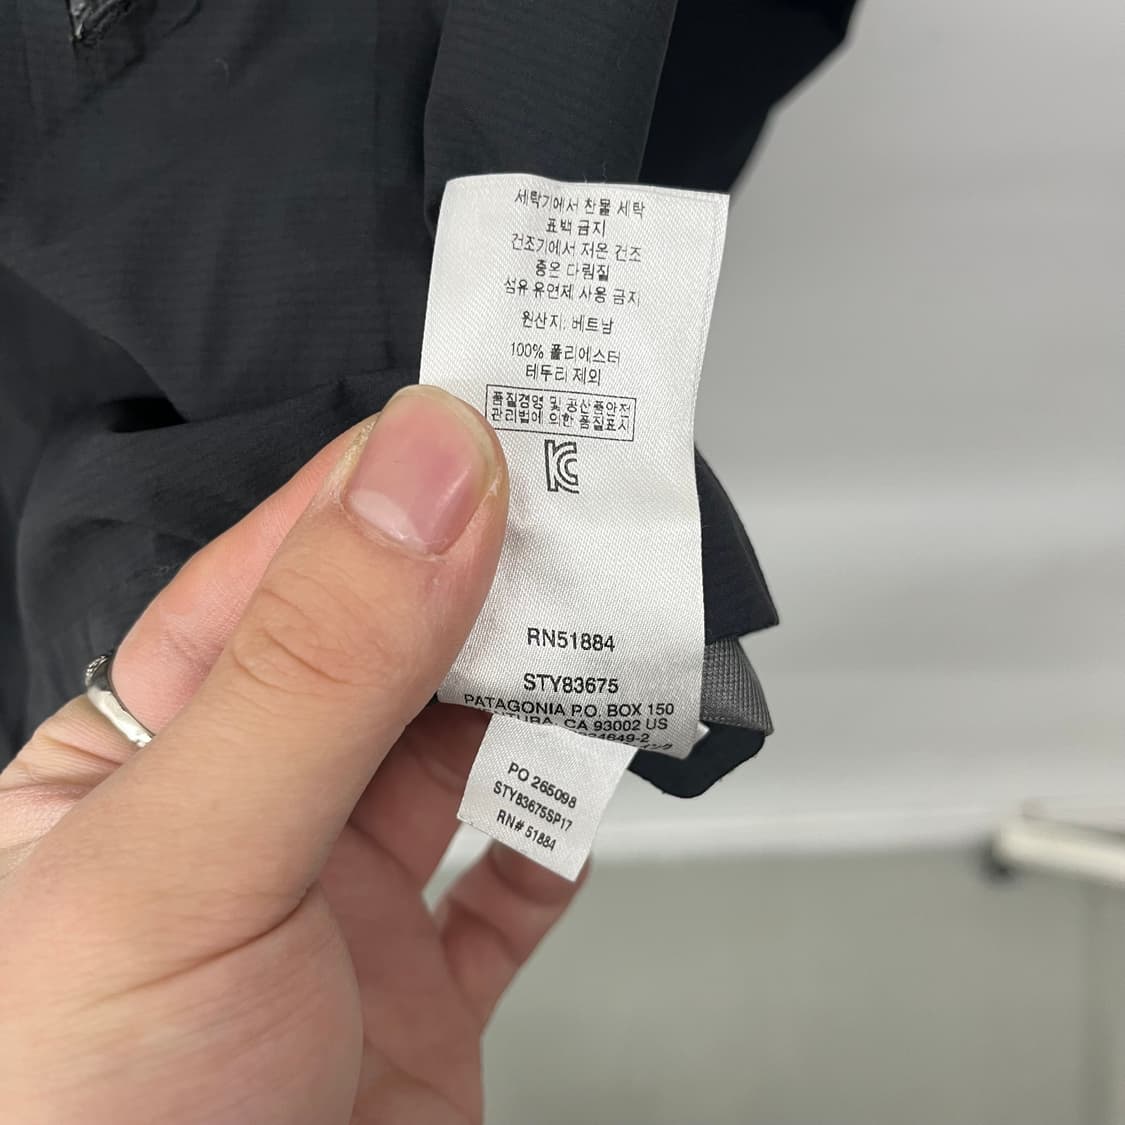 세탁기에서 찬물 세탁
표백 금지
건조기에서 저온 건조
중온 다림질
섬유 유연제 사용 금지
원산지: 베트남
100% 폴리에스터
테두리 제외
품질경영 및 공산품안전
관리법에 의한 품질표시
KC
RN51884
STY83675
PATAGONIA P.O. BOX 150
CA 93002 US
PO 265098
STY83675SP17
RN# 51884